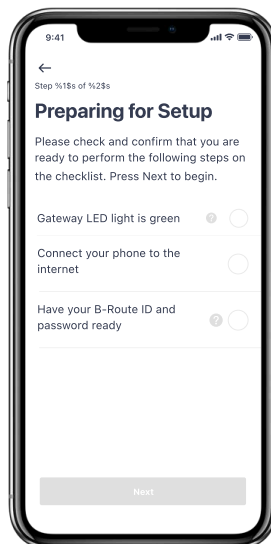 9:41
Step %1$s of %2$s
Preparing for Setup
Please check and confirm that you are
ready to perform the following steps on
the checklist. Press Next to begin.
Gateway LED light is green ?
Connect your phone to the
internet
Have your B-Route ID and
password ready ?
Next